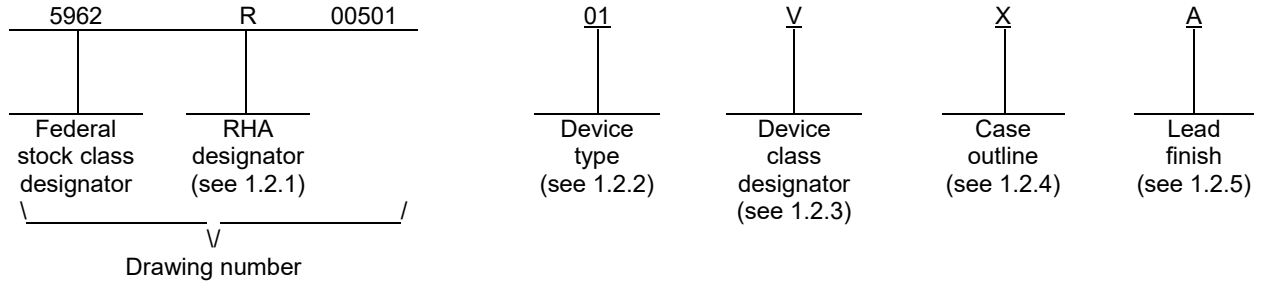 5962 R 00501 01 V X A
Federal stock class designator
RHA designator (see 1.2.1)
Device type (see 1.2.2)
Device class designator (see 1.2.3)
Case outline (see 1.2.4)
Lead finish (see 1.2.5)
\ /
\/
Drawing number